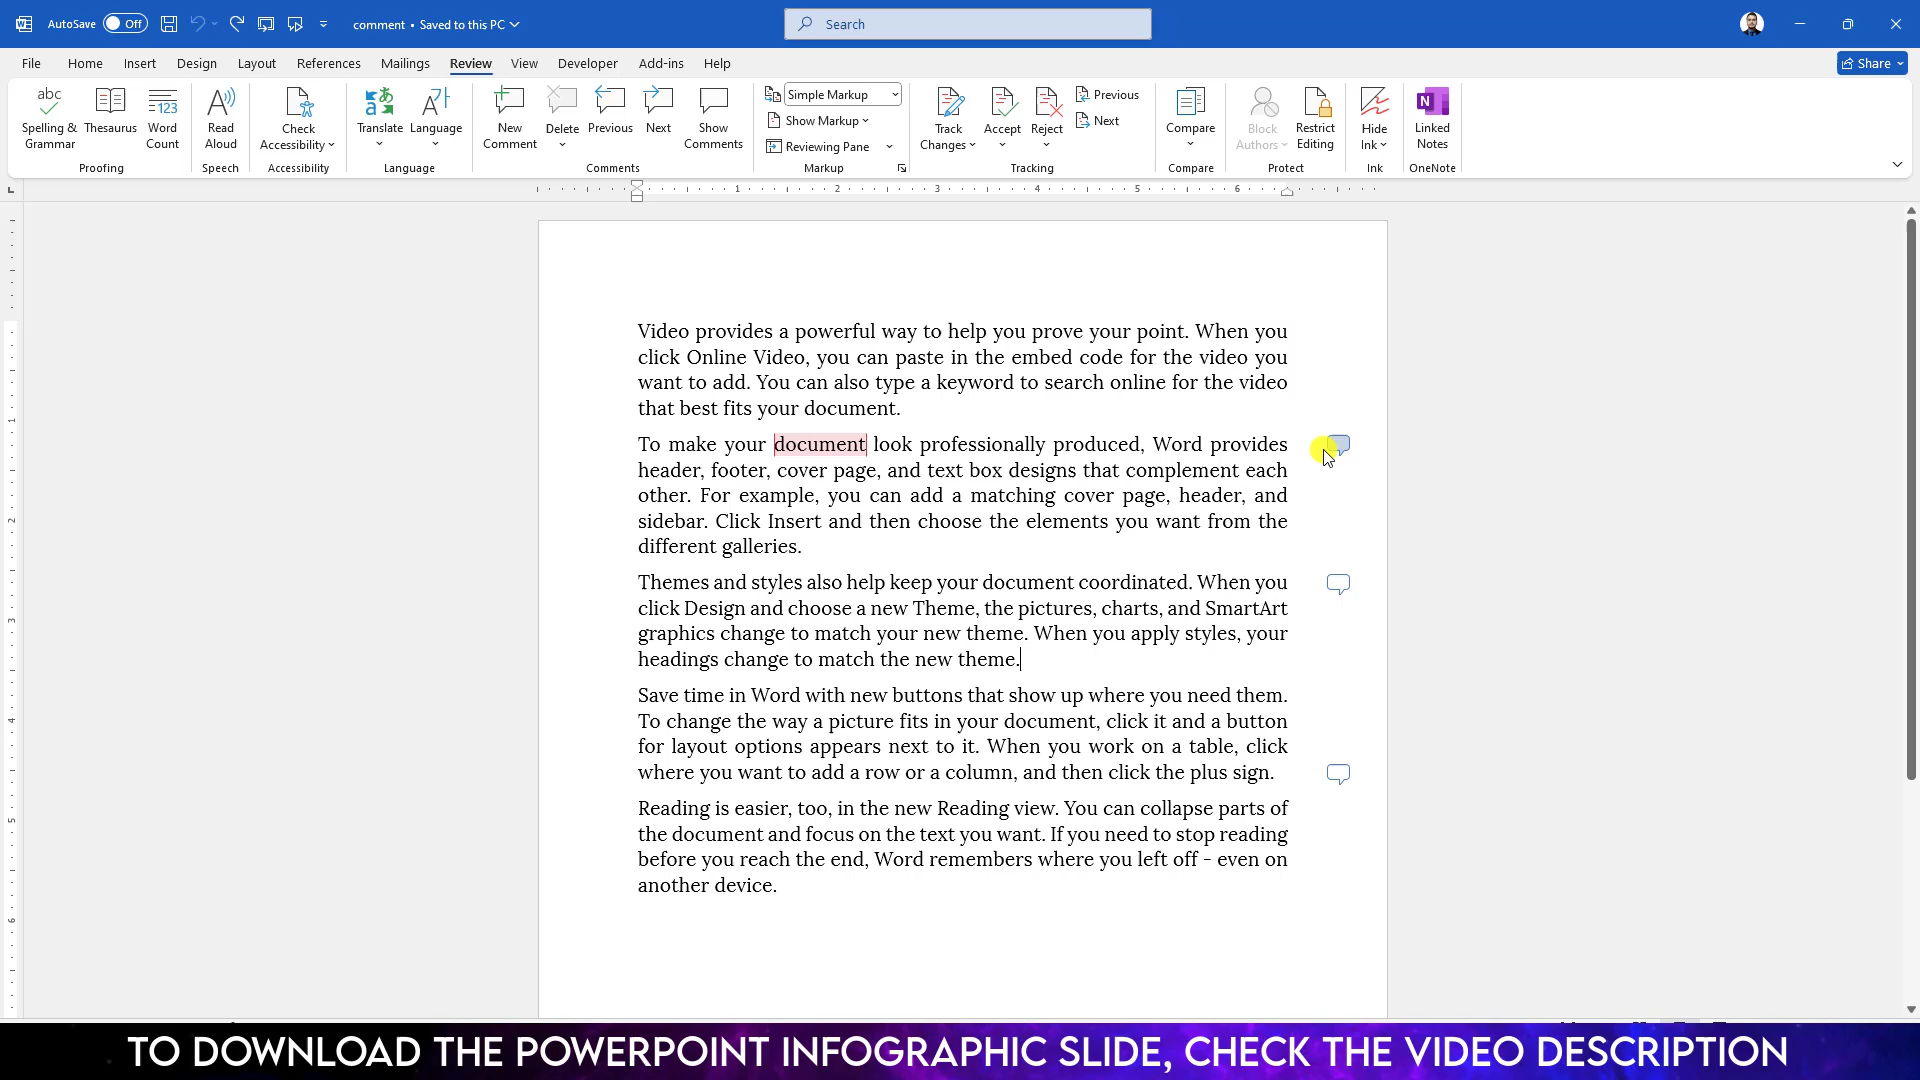 AutoSave Off comment • Saved to this PC Search
File Home Insert Design Layout References Mailings Review View Developer Add-ins Help Share
abc Spelling & Grammar
Thesaurus
123 Word Count
Proofing
Read Aloud
Speech
Check Accessibility
Accessibility
Translate
Language
Language
New Comment
Delete
Previous
Next
Show Comments
Comments
Simple Markup
Show Markup
Reviewing Pane
Markup
Track Changes
Accept
Reject
Previous
Next
Tracking
Compare
Compare
Block Authors
Restrict Editing
Protect
Hide Ink
Ink
Linked Notes
OneNote
1 2 3 4 5 6
Video provides a powerful way to help you prove your point. When you
click Online Video, you can paste in the embed code for the video you
want to add. You can also type a keyword to search online for the video
that best fits your document.
To make your document look professionally produced, Word provides
header, footer, cover page, and text box designs that complement each
other. For example, you can add a matching cover page, header, and
sidebar. Click Insert and then choose the elements you want from the
different galleries.
Themes and styles also help keep your document coordinated. When you
click Design and choose a new Theme, the pictures, charts, and SmartArt
graphics change to match your new theme. When you apply styles, your
headings change to match the new theme.
Save time in Word with new buttons that show up where you need them.
To change the way a picture fits in your document, click it and a button
for layout options appears next to it. When you work on a table, click
where you want to add a row or a column, and then click the plus sign.
Reading is easier, too, in the new Reading view. You can collapse parts of
the document and focus on the text you want. If you need to stop reading
before you reach the end, Word remembers where you left off - even on
another device.
1
2
3
4
5
6
TO DOWNLOAD THE POWERPOINT INFOGRAPHIC SLIDE, CHECK THE VIDEO DESCRIPTION